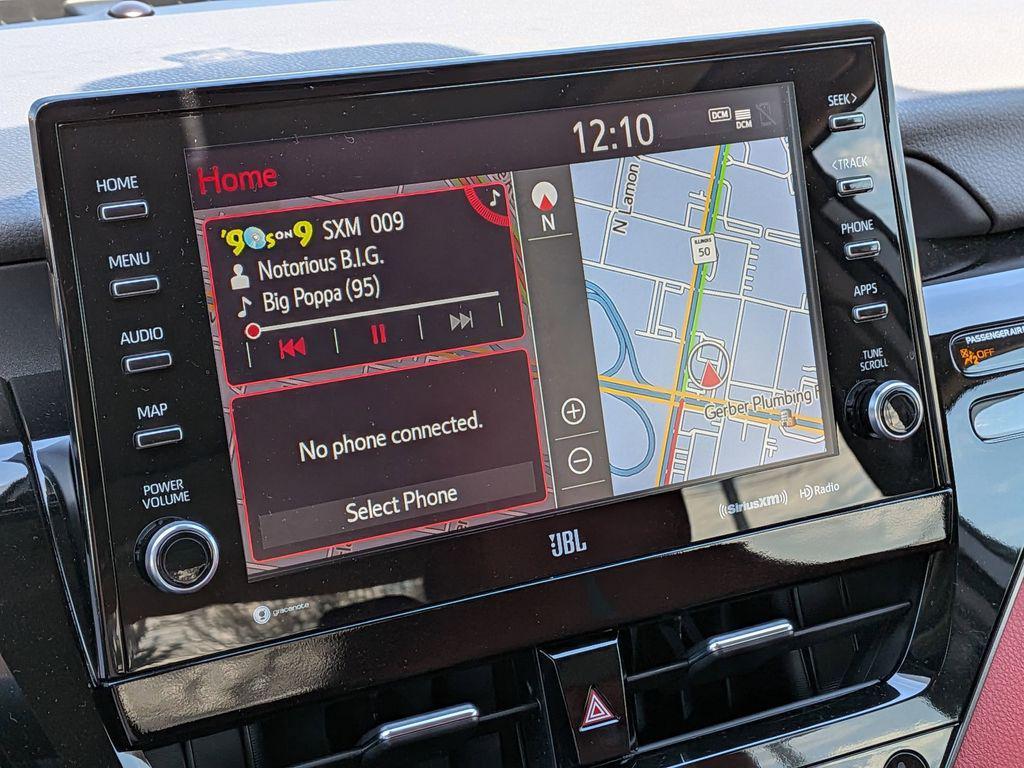 HOME
MENU
AUDIO
MAP
POWER
VOLUME
gracenote
Home
12:10
DCM
DCM
'90s ON 9 SXM 009
Notorious B.I.G.
Big Poppa (95)
No phone connected.
Select Phone
N
N Lamon
ILLINOIS
50
Gerber Plumbing
JBL
((SiriusXM))
HD Radio
SEEK>
<TRACK
PHONE
APPS
TUNE
SCROLL
PASSENGER AIR
OFF